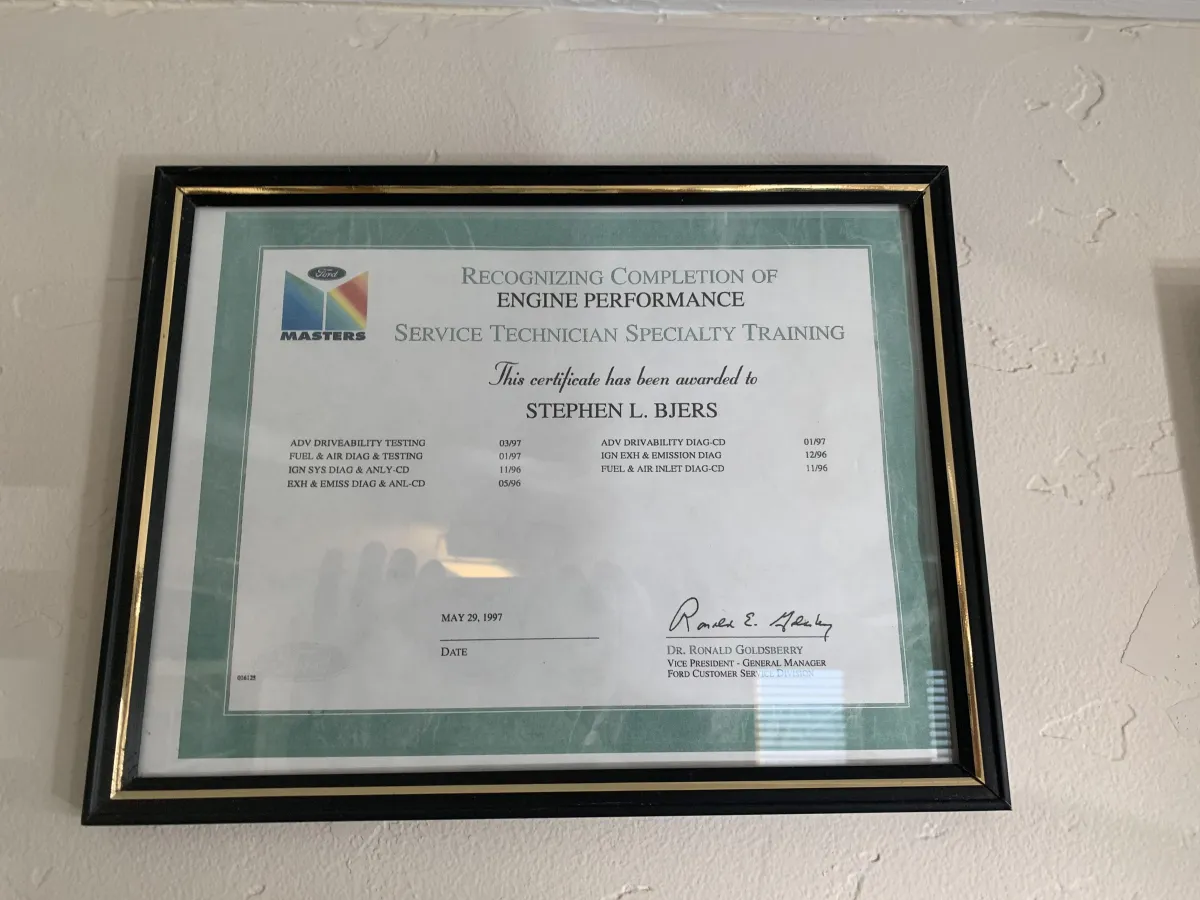 Ford
MASTERS
RECOGNIZING COMPLETION OF
ENGINE PERFORMANCE
SERVICE TECHNICIAN SPECIALTY TRAINING
This certificate has been awarded to
STEPHEN L. BJERS
ADV DRIVEABILITY TESTING 03/97
FUEL & AIR DIAG & TESTING 01/97
IGN SYS DIAG & ANLY-CD 11/96
EXH & EMISS DIAG & ANL-CD 05/96
ADV DRIVABILITY DIAG-CD 01/97
IGN EXH & EMISSION DIAG 12/96
FUEL & AIR INLET DIAG-CD 11/96
MAY 29, 1997
DATE
Ronald E. Goldsberry
DR. RONALD GOLDSBERRY
VICE PRESIDENT - GENERAL MANAGER
FORD CUSTOMER SERVICE DIVISION